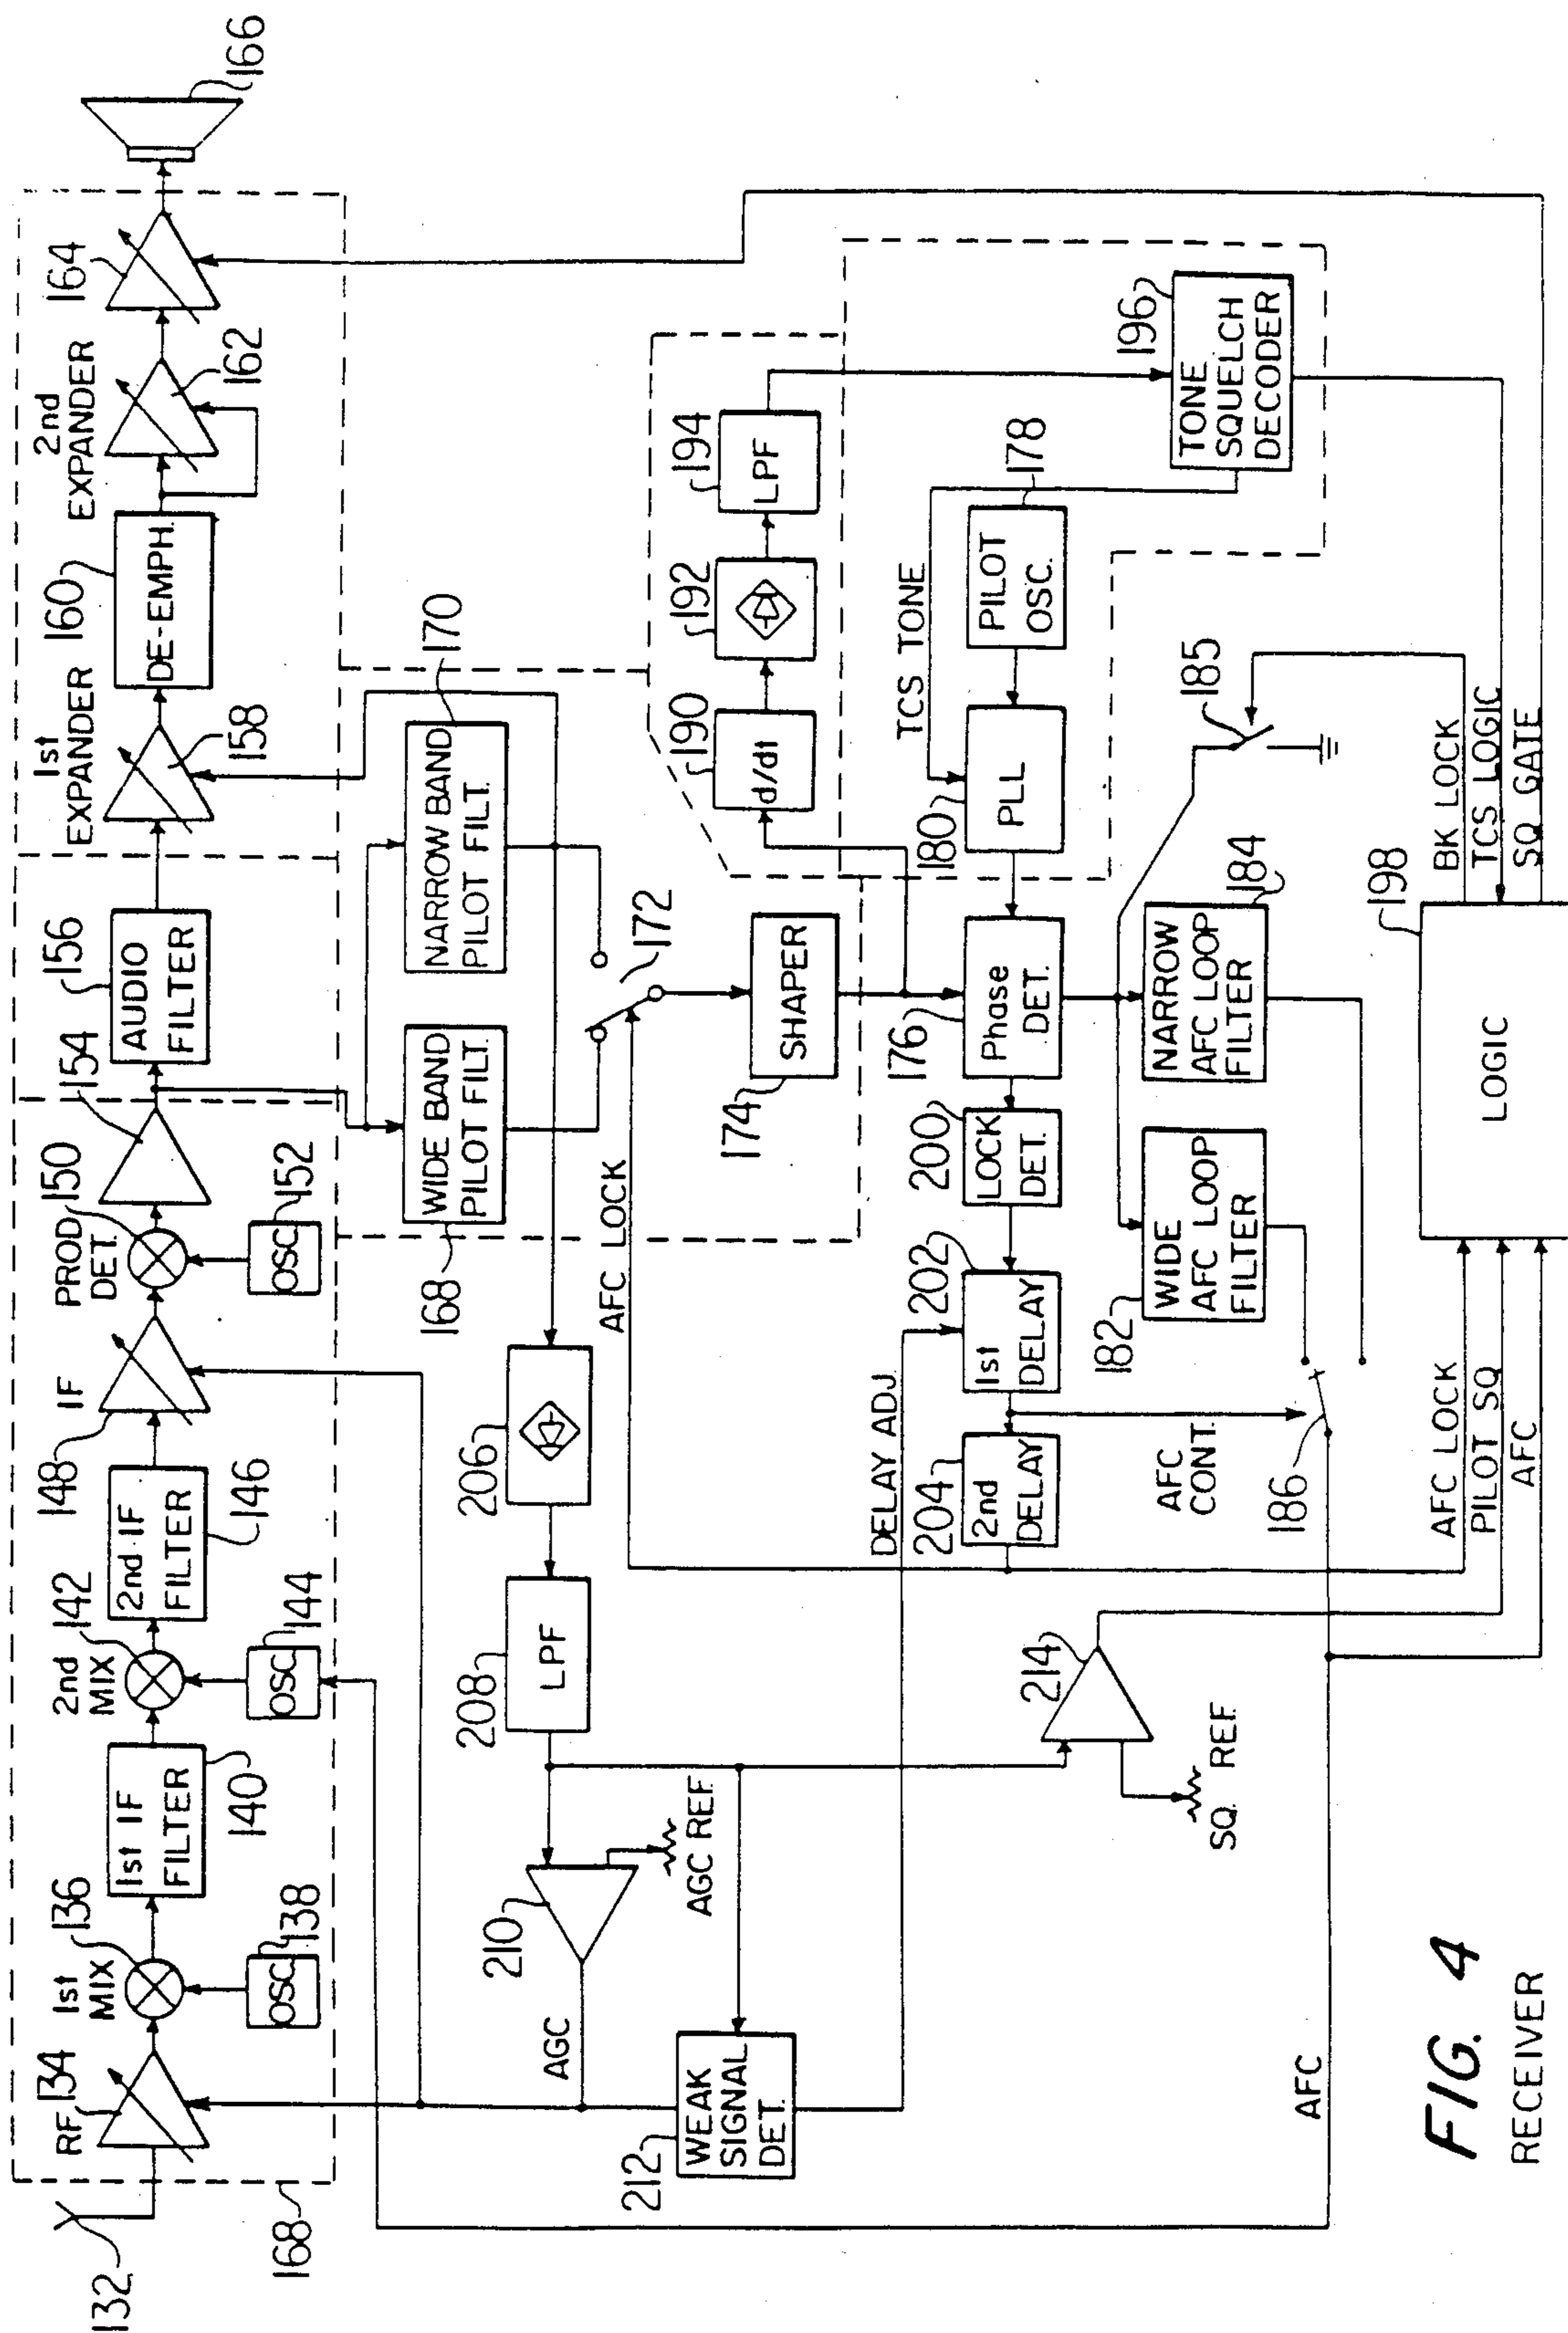 132
168
RF
134
1st
MIX
136
OSC
138
1st IF
FILTER
140
2nd
MIX
142
OSC
144
2nd IF
FILTER
146
148
IF
PROD
DET.
150
OSC
152
154
AUDIO
FILTER
156
1st
EXPANDER
158
160
DE-EMPH.
2nd
EXPANDER
162
164
166
WIDE BAND
PILOT FILT.
168
NARROW BAND
PILOT FILT.
170
172
AFC LOCK
SHAPER
174
206
LPF
208
210
AGC
AGC REF.
WEAK
SIGNAL
DET.
212
DELAY ADJ.
190
d/dt
192
194
LPF
TCS TONE
PILOT
OSC.
178
180
PLL
196
TONE
SQUELCH
DECODER
176
Phase
DET.
200
LOCK
DET.
202
1st
DELAY
204
2nd
DELAY
AFC
CONT.
182
WIDE
AFC LOOP
FILTER
NARROW
AFC LOOP
FILTER
184
185
186
214
SQ. REF.
AFC
AFC LOCK
PILOT SQ
AFC
198
LOGIC
BK LOCK
TCS LOGIC
SQ GATE
FIG. 4
RECEIVER